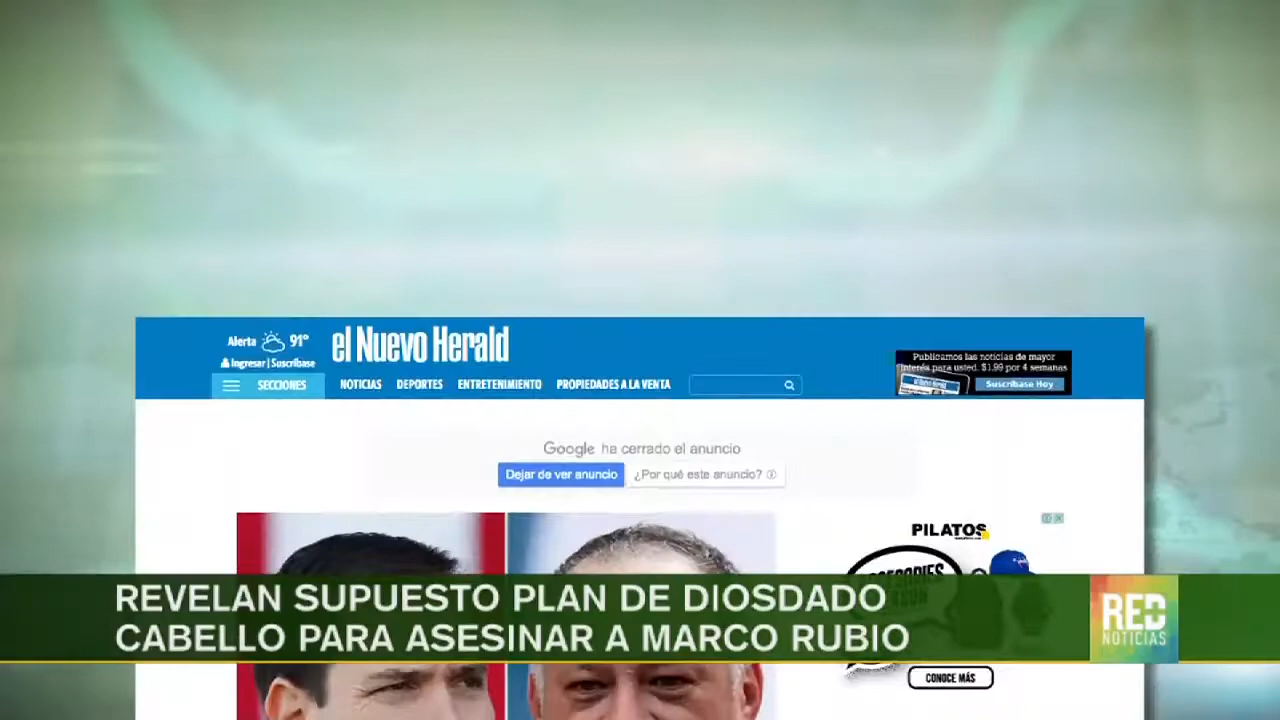 Alerta 91°
el Nuevo Herald
Ingresar | Suscríbase
SECCIONES NOTICIAS DEPORTES ENTRETENIMIENTO PROPIEDADES A LA VENTA
Publicamos las noticias de mayor
interés para usted. $1,99 por 4 semanas
Suscríbase Hoy
Google ha cerrado el anuncio
Dejar de ver anuncio ¿Por qué este anuncio?
PILATOS
REVELAN SUPUESTO PLAN DE DIOSDADO
CABELLO PARA ASESINAR A MARCO RUBIO
RED
NOTICIAS
CONOCE MÁS